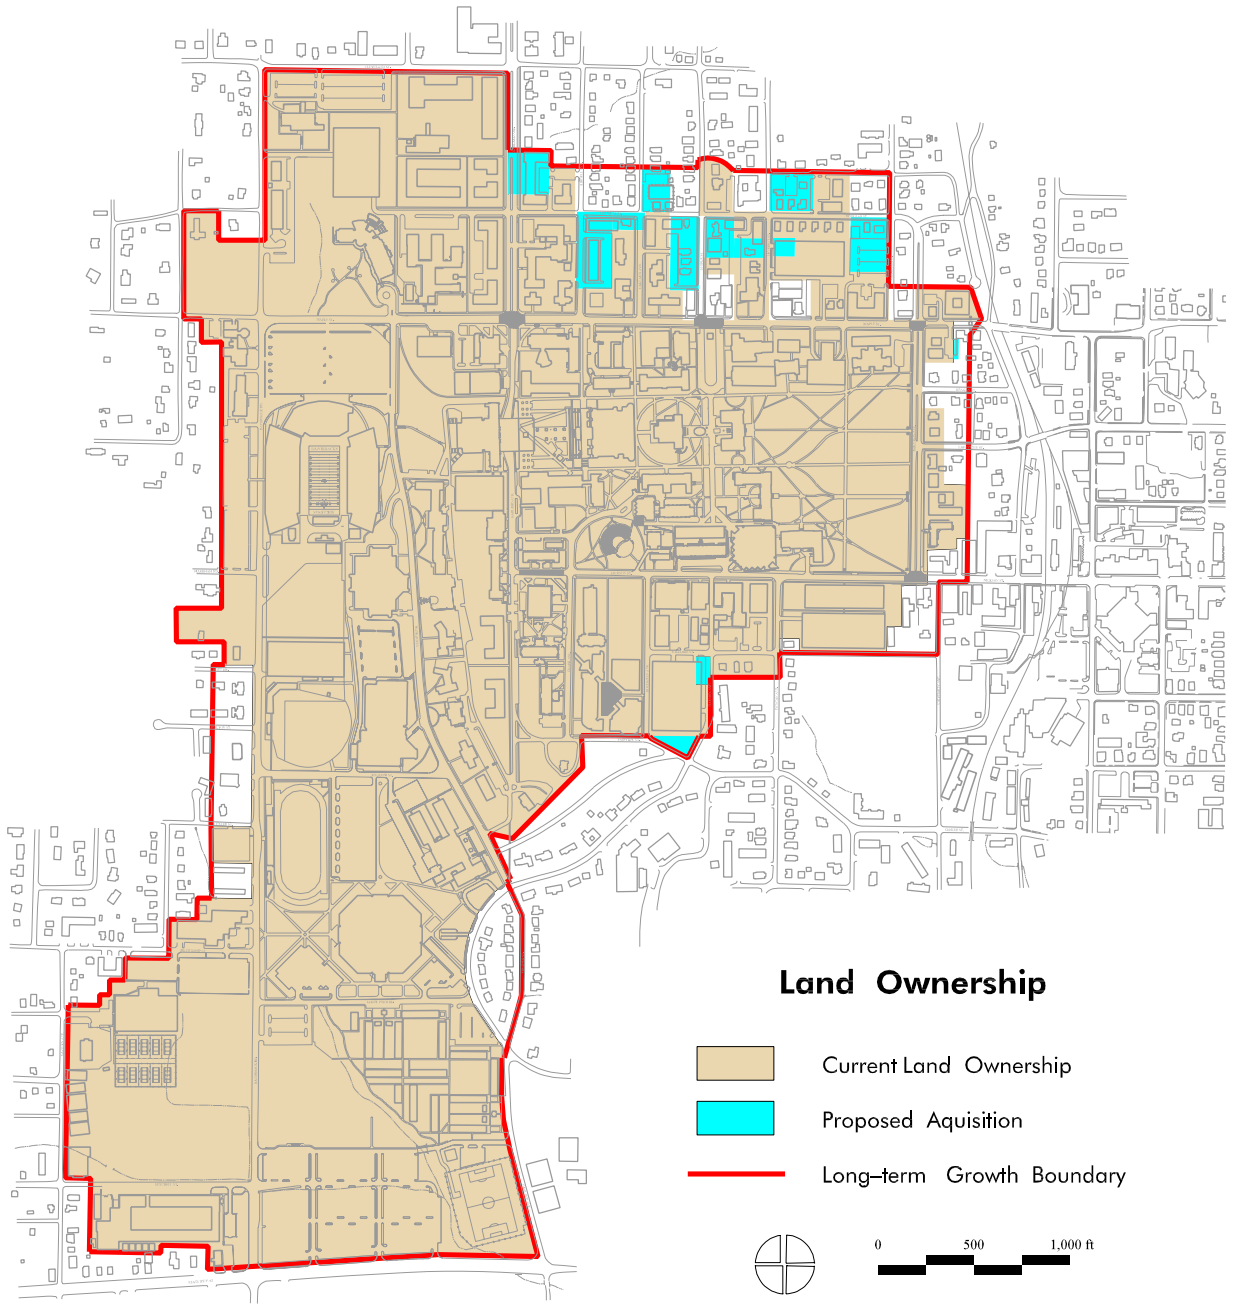 Land Ownership
Current Land Ownership
Proposed Aquisition
Long–term Growth Boundary
0 500 1,000 ft